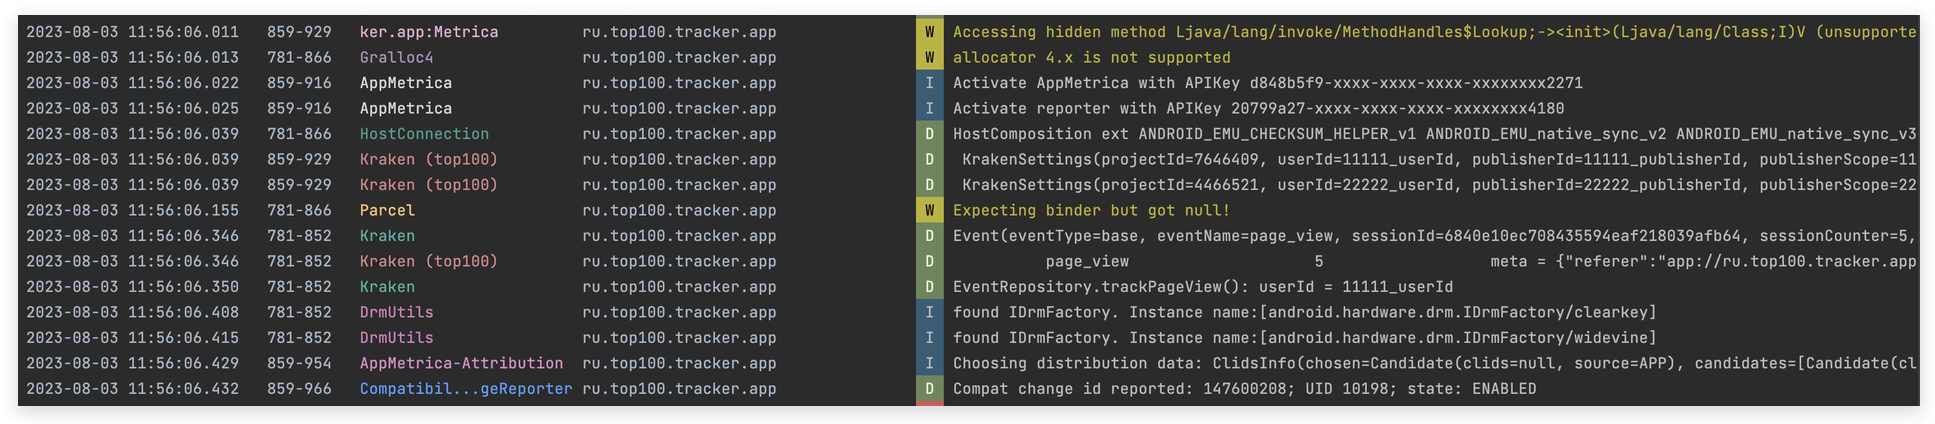 2023-08-03 11:56:06.011 859-929 ker.app:Metrica ru.top100.tracker.app W Accessing hidden method Ljava/lang/invoke/MethodHandles$Lookup;-><init>(Ljava/lang/Class;I)V (unsupporte
2023-08-03 11:56:06.013 781-866 Gralloc4 ru.top100.tracker.app W allocator 4.x is not supported
2023-08-03 11:56:06.022 859-916 AppMetrica ru.top100.tracker.app I Activate AppMetrica with APIKey d848b5f9-xxxx-xxxx-xxxx-xxxxxxxx2271
2023-08-03 11:56:06.025 859-916 AppMetrica ru.top100.tracker.app I Activate reporter with APIKey 20799a27-xxxx-xxxx-xxxx-xxxxxxxx4180
2023-08-03 11:56:06.039 781-866 HostConnection ru.top100.tracker.app D HostComposition ext ANDROID_EMU_CHECKSUM_HELPER_v1 ANDROID_EMU_native_sync_v2 ANDROID_EMU_native_sync_v3
2023-08-03 11:56:06.039 859-929 Kraken (top100) ru.top100.tracker.app D KrakenSettings(projectId=7646409, userId=11111_userId, publisherId=11111_publisherId, publisherScope=11
2023-08-03 11:56:06.039 859-929 Kraken (top100) ru.top100.tracker.app D KrakenSettings(projectId=4466521, userId=22222_userId, publisherId=22222_publisherId, publisherScope=22
2023-08-03 11:56:06.155 781-866 Parcel ru.top100.tracker.app W Expecting binder but got null!
2023-08-03 11:56:06.346 781-852 Kraken ru.top100.tracker.app D Event(eventType=base, eventName=page_view, sessionId=6840e10ec708435594eaf218039afb64, sessionCounter=5,
2023-08-03 11:56:06.346 781-852 Kraken (top100) ru.top100.tracker.app D page_view 5 meta = {"referer":"app://ru.top100.tracker.app
2023-08-03 11:56:06.350 781-852 Kraken ru.top100.tracker.app D EventRepository.trackPageView(): userId = 11111_userId
2023-08-03 11:56:06.408 781-852 DrmUtils ru.top100.tracker.app I found IDrmFactory. Instance name:[android.hardware.drm.IDrmFactory/clearkey]
2023-08-03 11:56:06.415 781-852 DrmUtils ru.top100.tracker.app I found IDrmFactory. Instance name:[android.hardware.drm.IDrmFactory/widevine]
2023-08-03 11:56:06.429 859-954 AppMetrica-Attribution ru.top100.tracker.app I Choosing distribution data: ClidsInfo(chosen=Candidate(clids=null, source=APP), candidates=[Candidate(cl
2023-08-03 11:56:06.432 859-966 Compatibil...geReporter ru.top100.tracker.app D Compat change id reported: 147600208; UID 10198; state: ENABLED